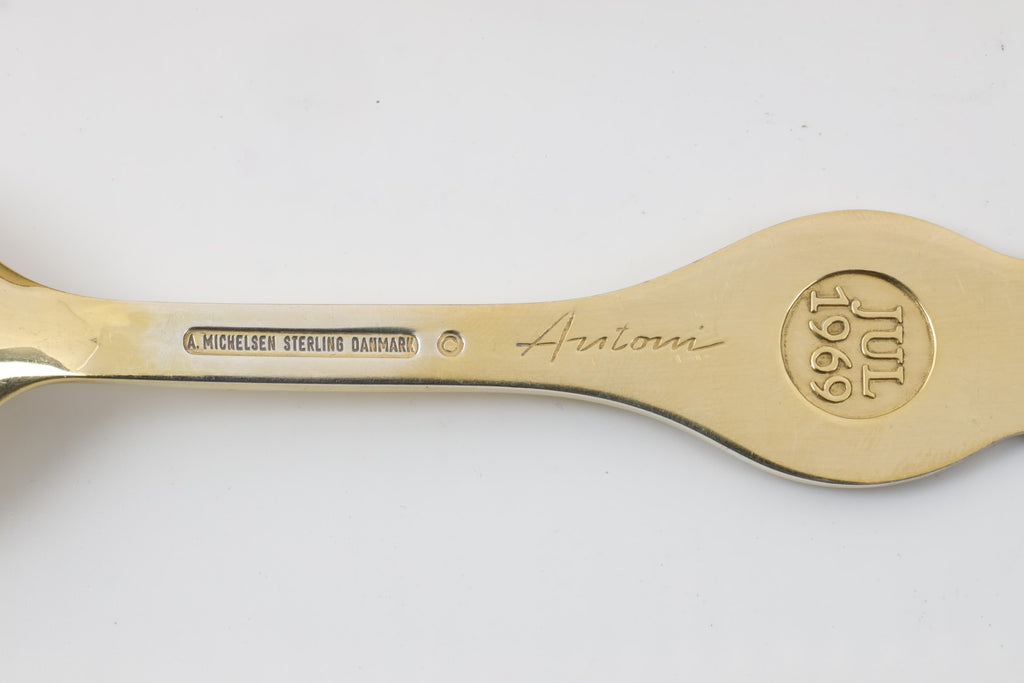 A. MICHELSEN STERLING DANMARK
©
Antoni
JUL
1969